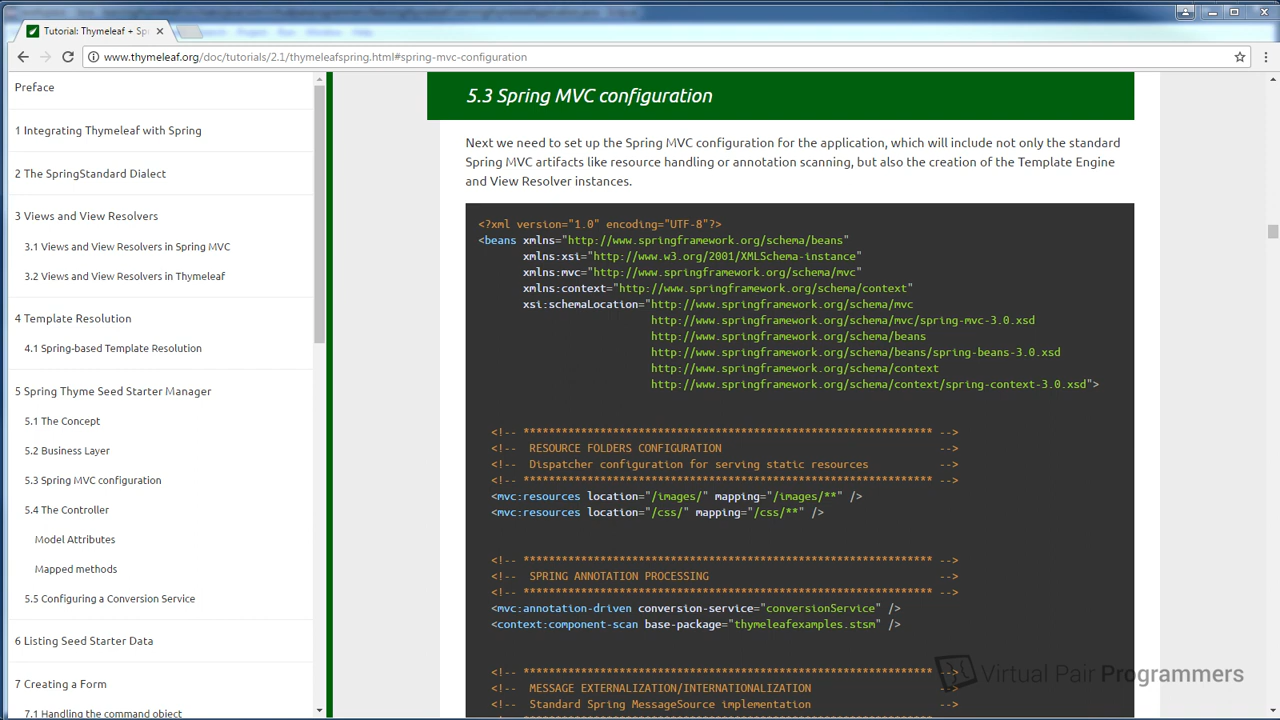 Tutorial: Thymeleaf + Sp
www.thymeleaf.org/doc/tutorials/2.1/thymeleafspring.html#spring-mvc-configuration
Preface
1 Integrating Thymeleaf with Spring
2 The SpringStandard Dialect
3 Views and View Resolvers
3.1 Views and View Resolvers in Spring MVC
3.2 Views and View Resolvers in Thymeleaf
4 Template Resolution
4.1 Spring-based Template Resolution
5 Spring Thyme Seed Starter Manager
5.1 The Concept
5.2 Business Layer
5.3 Spring MVC configuration
5.4 The Controller
Model Attributes
Mapped methods
5.5 Configuring a Conversion Service
6 Listing Seed Starter Data
7 Creating a Form
7.1 Handling the command object
5.3 Spring MVC configuration
Next we need to set up the Spring MVC configuration for the application, which will include not only the standard
Spring MVC artifacts like resource handling or annotation scanning, but also the creation of the Template Engine
and View Resolver instances.
<?xml version="1.0" encoding="UTF-8"?>
<beans xmlns="http://www.springframework.org/schema/beans"
xmlns:xsi="http://www.w3.org/2001/XMLSchema-instance"
xmlns:mvc="http://www.springframework.org/schema/mvc"
xmlns:context="http://www.springframework.org/schema/context"
xsi:schemaLocation="http://www.springframework.org/schema/mvc
http://www.springframework.org/schema/mvc/spring-mvc-3.0.xsd
http://www.springframework.org/schema/beans
http://www.springframework.org/schema/beans/spring-beans-3.0.xsd
http://www.springframework.org/schema/context
http://www.springframework.org/schema/context/spring-context-3.0.xsd">
<!-- **************************************************************** -->
<!-- RESOURCE FOLDERS CONFIGURATION -->
<!-- Dispatcher configuration for serving static resources -->
<!-- **************************************************************** -->
<mvc:resources location="/images/" mapping="/images/**" />
<mvc:resources location="/css/" mapping="/css/**" />
<!-- **************************************************************** -->
<!-- SPRING ANNOTATION PROCESSING -->
<!-- **************************************************************** -->
<mvc:annotation-driven conversion-service="conversionService" />
<context:component-scan base-package="thymeleafexamples.stsm" />
<!-- **************************************************************** -->
<!-- MESSAGE EXTERNALIZATION/INTERNATIONALIZATION -->
<!-- Standard Spring MessageSource implementation -->
Virtual Pair Programmers